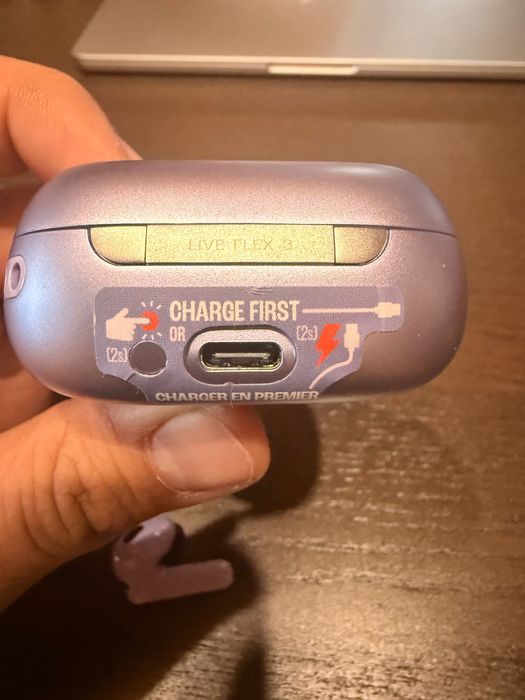 LIVE FLEX 3
CHARGE FIRST
OR
(2s)
(2s)
CHARGER EN PREMIER